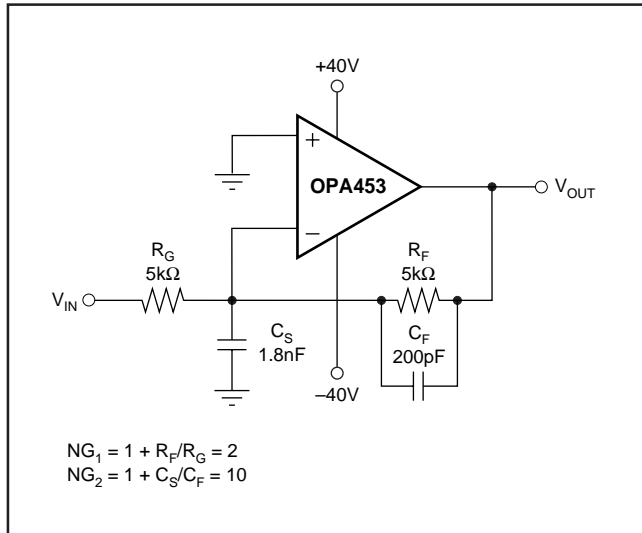 +40V
+
OPA453
V_OUT
–
R_G
5kΩ
R_F
5kΩ
V_IN
C_S
1.8nF
C_F
200pF
–40V
NG_1 = 1 + R_F/R_G = 2
NG_2 = 1 + C_S/C_F = 10